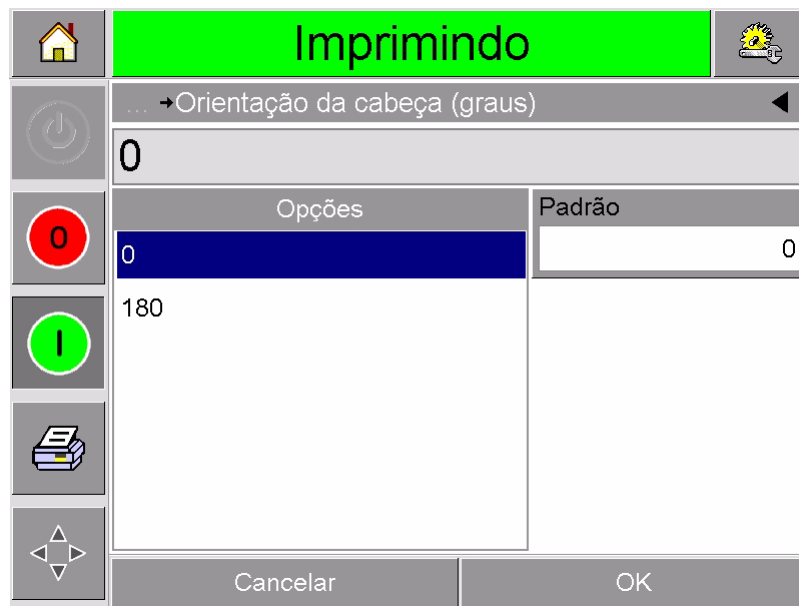 Imprimindo
... →Orientação da cabeça (graus)
0
Opções
Padrão
0
0
0
180
I
Cancelar
OK